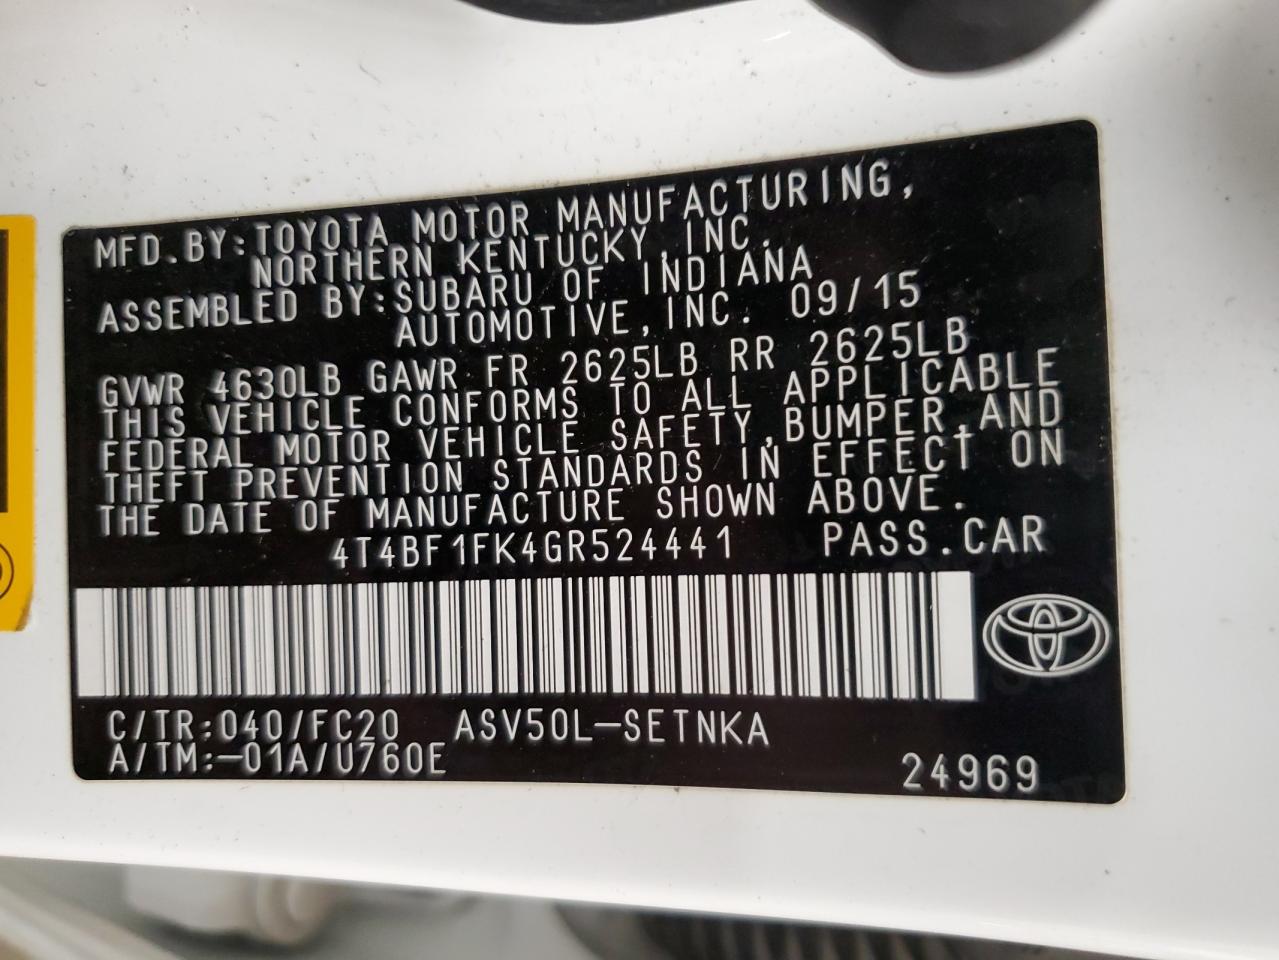 MFD.BY:TOYOTA MOTOR MANUFACTURING,
NORTHERN KENTUCKY,INC.
ASSEMBLED BY:SUBARU OF INDIANA
AUTOMOTIVE,INC. 09/15
GVWR 4630LB GAWR FR 2625LB RR 2625LB
THIS VEHICLE CONFORMS TO ALL APPLICABLE
FEDERAL MOTOR VEHICLE SAFETY,BUMPER,AND
THEFT PREVENTION STANDARDS IN EFFECT ON
THE DATE OF MANUFACTURE SHOWN ABOVE.
4T4BF1FK4GR524441 PASS.CAR
C/TR:040/FC20 ASV50L-SETNKA
A/TM:-01A/U760E
24969